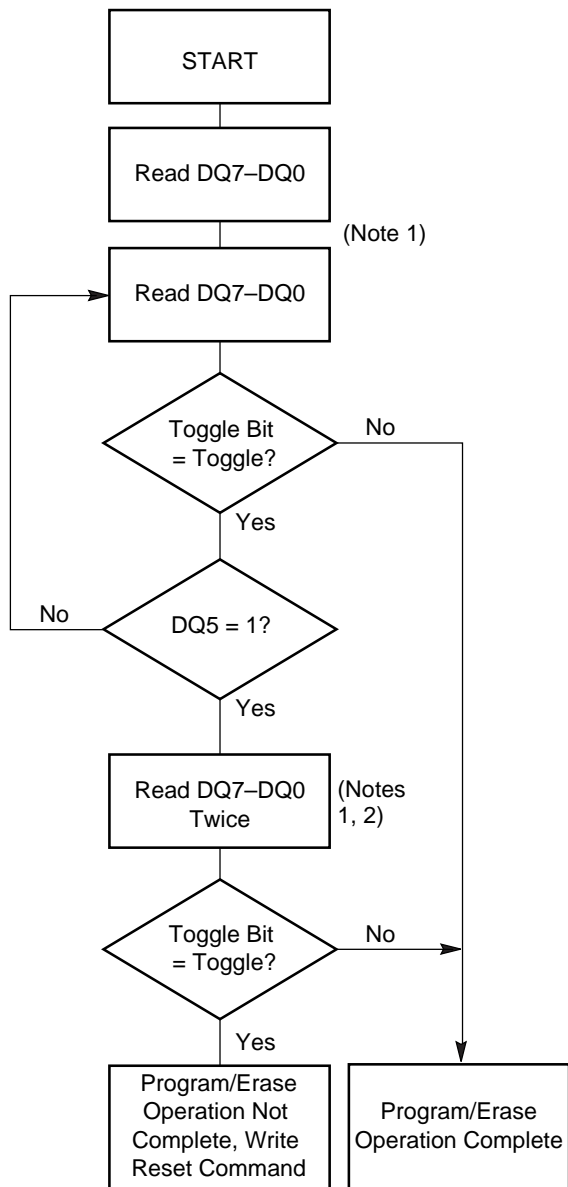 START
Read DQ7–DQ0
(Note 1)
Read DQ7–DQ0
Toggle Bit
= Toggle?
No
Yes
No
DQ5 = 1?
Yes
Read DQ7–DQ0
Twice
(Notes
1, 2)
Toggle Bit
= Toggle?
No
Yes
Program/Erase
Operation Not
Complete, Write
Reset Command
Program/Erase
Operation Complete